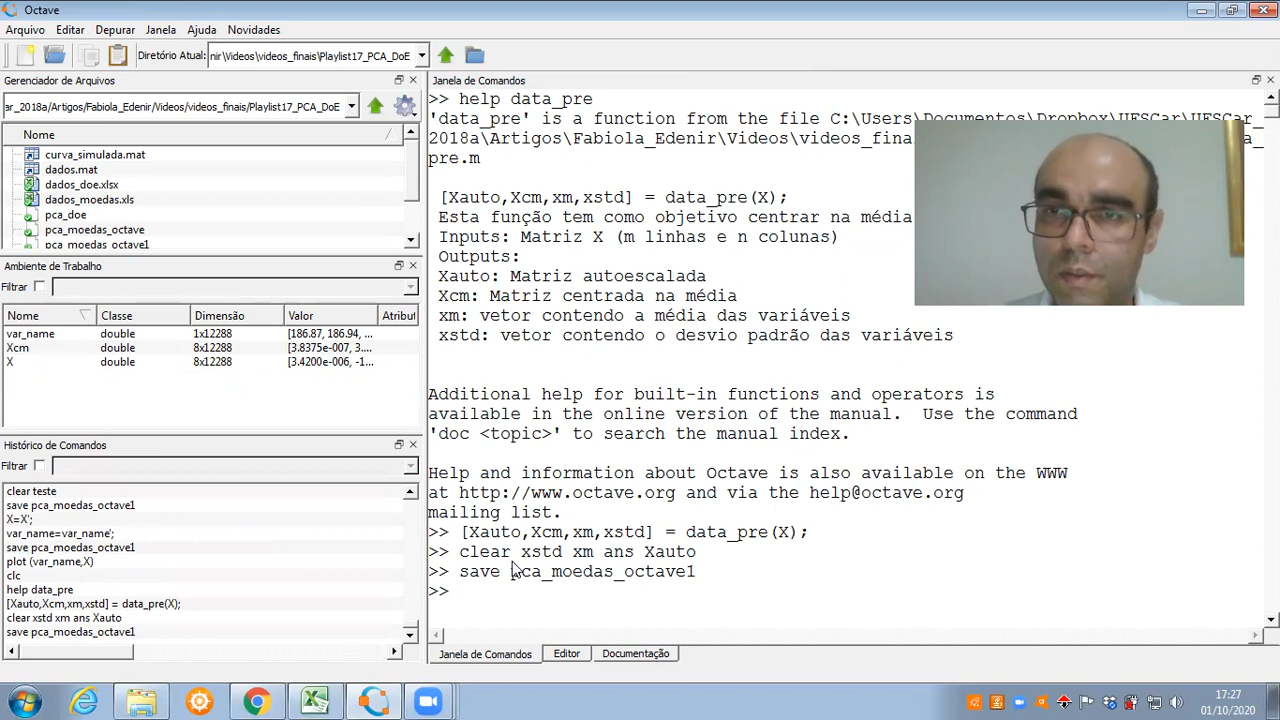 Octave
Arquivo Editar Depurar Janela Ajuda Novidades
Diretório Atual: nir\Videos\videos_finais\Playlist17_PCA_DoE
Gerenciador de Arquivos
ar_2018a/Artigos/Fabiola_Edenir/Videos/videos_finais/Playlist17_PCA_DoE
Nome
curva_simulada.mat
dados.mat
dados_doe.xlsx
dados_moedas.xls
pca_doe
pca_moedas_octave
pca_moedas_octave1
Ambiente de Trabalho
Filtrar
Nome Classe Dimensão Valor Atribut
var_name double 1x12288 [186.87, 186.94, ...
Xcm double 8x12288 [3.8375e-007, 3....
X double 8x12288 [3.4200e-006, -1...
Histórico de Comandos
Filtrar
clear teste
save pca_moedas_octave1
X=X';
var_name=var_name';
save pca_moedas_octave1
plot (var_name,X)
clc
help data_pre
[Xauto,Xcm,xm,xstd] = data_pre(X);
clear xstd xm ans Xauto
save pca_moedas_octave1
Janela de Comandos
>> help data_pre
'data_pre' is a function from the file C:\Users\Documentos\Dropbox\UFSCar\UFSCar_
2018a\Artigos\Fabiola_Edenir\Videos\videos_fina
pre.m
[Xauto,Xcm,xm,xstd] = data_pre(X);
Esta função tem como objetivo centrar na média
Inputs: Matriz X (m linhas e n colunas)
Outputs:
Xauto: Matriz autoescalada
Xcm: Matriz centrada na média
xm: vetor contendo a média das variáveis
xstd: vetor contendo o desvio padrão das variáveis
Additional help for built-in functions and operators is
available in the online version of the manual.  Use the command
'doc <topic>' to search the manual index.
Help and information about Octave is also available on the WWW
at http://www.octave.org and via the help@octave.org
mailing list.
>> [Xauto,Xcm,xm,xstd] = data_pre(X);
>> clear xstd xm ans Xauto
>> save pca_moedas_octave1
>>
Janela de Comandos Editor Documentação
17:27
01/10/2020